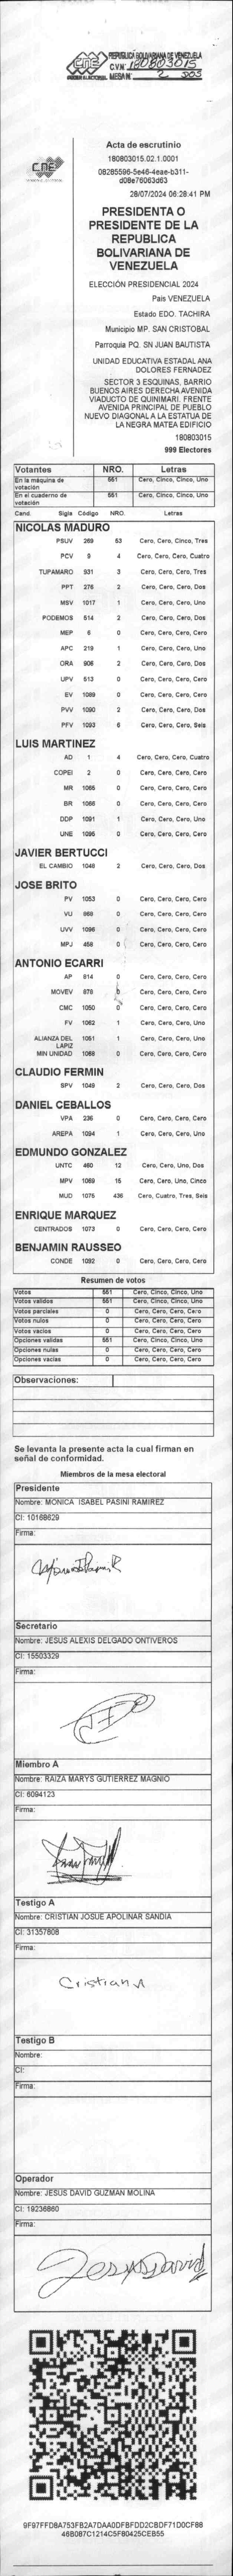 CNE
PODER ELECTORAL
REPÚBLICA BOLIVARIANA DE VENEZUELA
C.V.Nº 180803015
MESA Nº 2
CNE
Acta de escrutinio
180803015.02.1.0001
08285596-5e46-4eae-b311-
d08e76063d63
28/07/2024 06:28:41 PM
PRESIDENTA O
PRESIDENTE DE LA
REPUBLICA
BOLIVARIANA DE
VENEZUELA
ELECCIÓN PRESIDENCIAL 2024
País VENEZUELA
Estado EDO. TACHIRA
Municipio MP. SAN CRISTOBAL
Parroquia PQ. SN JUAN BAUTISTA
UNIDAD EDUCATIVA ESTADAL ANA
DOLORES FERNADEZ
SECTOR 3 ESQUINAS, BARRIO
BUENOS AIRES DERECHA AVENIDA
VIADUCTO DE QUINIMARI. FRENTE
AVENIDA PRINCIPAL DE PUEBLO
NUEVO DIAGONAL A LA ESTATUA DE
LA NEGRA MATEA EDIFICIO
180803015
999 Electores
Votantes NRO. Letras
En la máquina de votación 551 Cero, Cinco, Cinco, Uno
En el cuaderno de votación 551 Cero, Cinco, Cinco, Uno
Cand. Sigla Código NRO. Letras
NICOLAS MADURO
PSUV 269 53 Cero, Cero, Cinco, Tres
PCV 9 4 Cero, Cero, Cero, Cuatro
TUPAMARO 931 3 Cero, Cero, Cero, Tres
PPT 276 2 Cero, Cero, Cero, Dos
MSV 1017 1 Cero, Cero, Cero, Uno
PODEMOS 514 2 Cero, Cero, Cero, Dos
MEP 6 0 Cero, Cero, Cero, Cero
APC 219 1 Cero, Cero, Cero, Uno
ORA 906 2 Cero, Cero, Cero, Dos
UPV 513 0 Cero, Cero, Cero, Cero
EV 1089 0 Cero, Cero, Cero, Cero
PVV 1090 2 Cero, Cero, Cero, Dos
PFV 1093 6 Cero, Cero, Cero, Seis
LUIS MARTINEZ
AD 1 4 Cero, Cero, Cero, Cuatro
COPEI 2 0 Cero, Cero, Cero, Cero
MR 1065 0 Cero, Cero, Cero, Cero
BR 1066 0 Cero, Cero, Cero, Cero
DDP 1091 1 Cero, Cero, Cero, Uno
UNE 1095 0 Cero, Cero, Cero, Cero
JAVIER BERTUCCI
EL CAMBIO 1048 2 Cero, Cero, Cero, Dos
JOSE BRITO
PV 1053 0 Cero, Cero, Cero, Cero
VU 968 0 Cero, Cero, Cero, Cero
UVV 1096 0 Cero, Cero, Cero, Cero
MPJ 458 0 Cero, Cero, Cero, Cero
ANTONIO ECARRI
AP 814 0 Cero, Cero, Cero, Cero
MOVEV 878 0 Cero, Cero, Cero, Cero
CMC 1050 0 Cero, Cero, Cero, Cero
FV 1062 1 Cero, Cero, Cero, Uno
ALIANZA DEL LAPIZ 1051 1 Cero, Cero, Cero, Uno
MIN UNIDAD 1068 0 Cero, Cero, Cero, Cero
CLAUDIO FERMIN
SPV 1049 2 Cero, Cero, Cero, Dos
DANIEL CEBALLOS
VPA 236 0 Cero, Cero, Cero, Cero
AREPA 1094 1 Cero, Cero, Cero, Uno
EDMUNDO GONZALEZ
UNTC 460 12 Cero, Cero, Uno, Dos
MPV 1069 15 Cero, Cero, Uno, Cinco
MUD 1075 436 Cero, Cuatro, Tres, Seis
ENRIQUE MARQUEZ
CENTRADOS 1073 0 Cero, Cero, Cero, Cero
BENJAMIN RAUSSEO
CONDE 1092 0 Cero, Cero, Cero, Cero
Resumen de votos
Votos 551 Cero, Cinco, Cinco, Uno
Votos validos 551 Cero, Cinco, Cinco, Uno
Votos parciales 0 Cero, Cero, Cero, Cero
Votos nulos 0 Cero, Cero, Cero, Cero
Votos vacios 0 Cero, Cero, Cero, Cero
Opciones validas 551 Cero, Cinco, Cinco, Uno
Opciones nulas 0 Cero, Cero, Cero, Cero
Opciones vacias 0 Cero, Cero, Cero, Cero
Observaciones:
Se levanta la presente acta la cual firman en
señal de conformidad.
Miembros de la mesa electoral
Presidente
Nombre: MONICA ISABEL PASINI RAMIREZ
CI: 10168629
Firma:
Secretario
Nombre: JESUS ALEXIS DELGADO ONTIVEROS
CI: 15503329
Firma:
Miembro A
Nombre: RAIZA MARYS GUTIERREZ MAGNIO
CI: 6094123
Firma:
Testigo A
Nombre: CRISTIAN JOSUE APOLINAR SANDIA
CI: 31357808
Firma:
Cristian A
Testigo B
Nombre:
CI:
Firma:
Operador
Nombre: JESUS DAVID GUZMAN MOLINA
CI: 19236860
Firma:
Jesus David
9F97FFD8A753FB2A7DAA0DFBFDD2CBDF71D0CF88
46B087C1214C5F80425CEB55